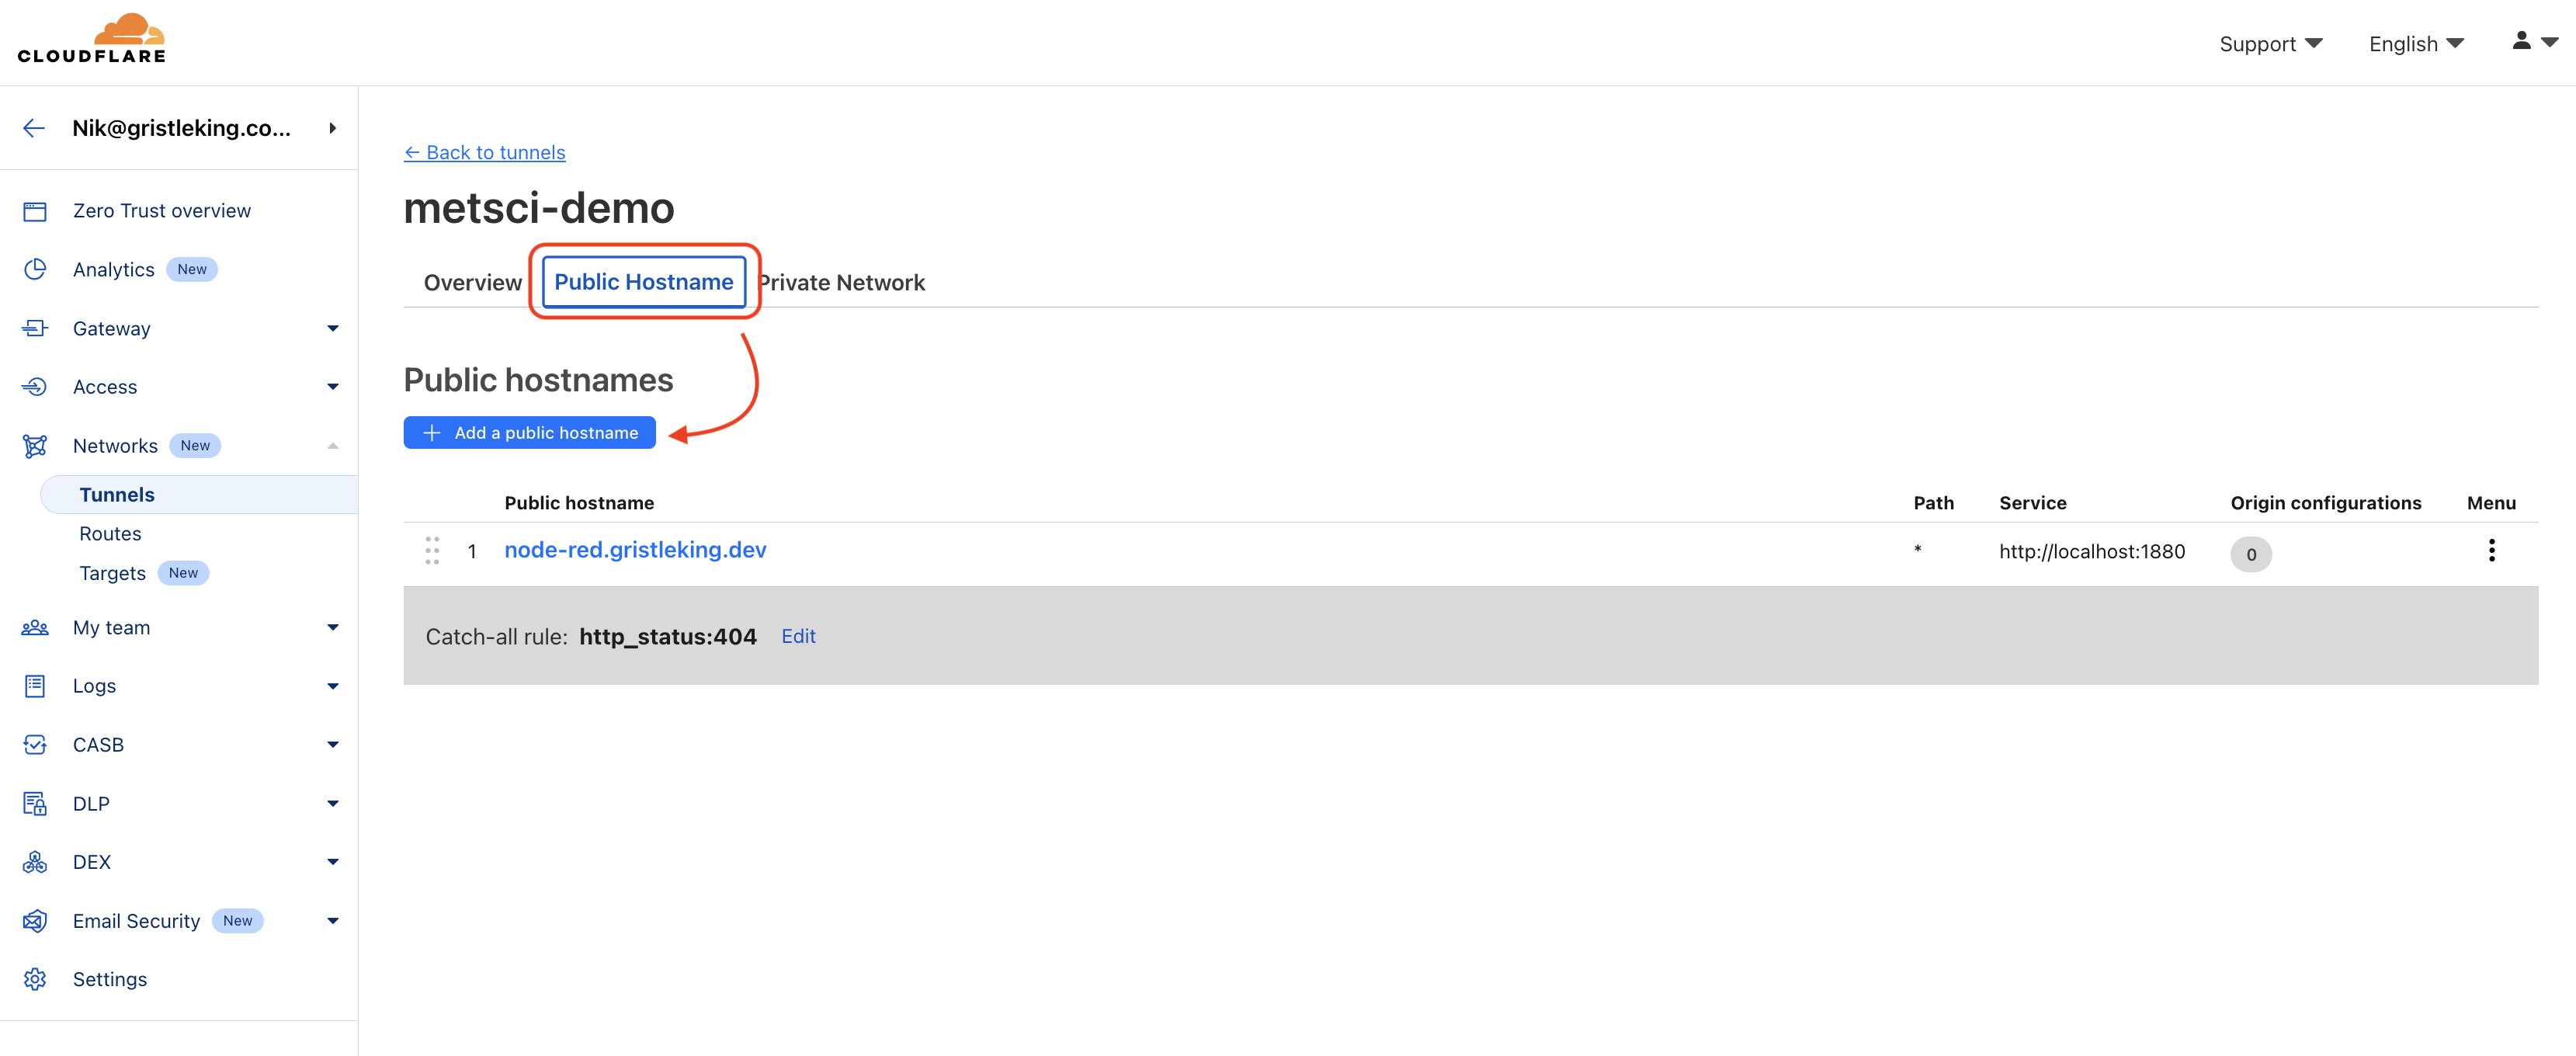 CLOUDFLARE
Support
English
Nik@gristleking.co...
Zero Trust overview
Analytics New
Gateway
Access
Networks New
Tunnels
Routes
Targets New
My team
Logs
CASB
DLP
DEX
Email Security New
Settings
← Back to tunnels
metsci-demo
Overview Public Hostname Private Network
Public hostnames
+ Add a public hostname
Public hostname Path Service Origin configurations Menu
1 node-red.gristleking.dev * http://localhost:1880 0
Catch-all rule: http_status:404 Edit